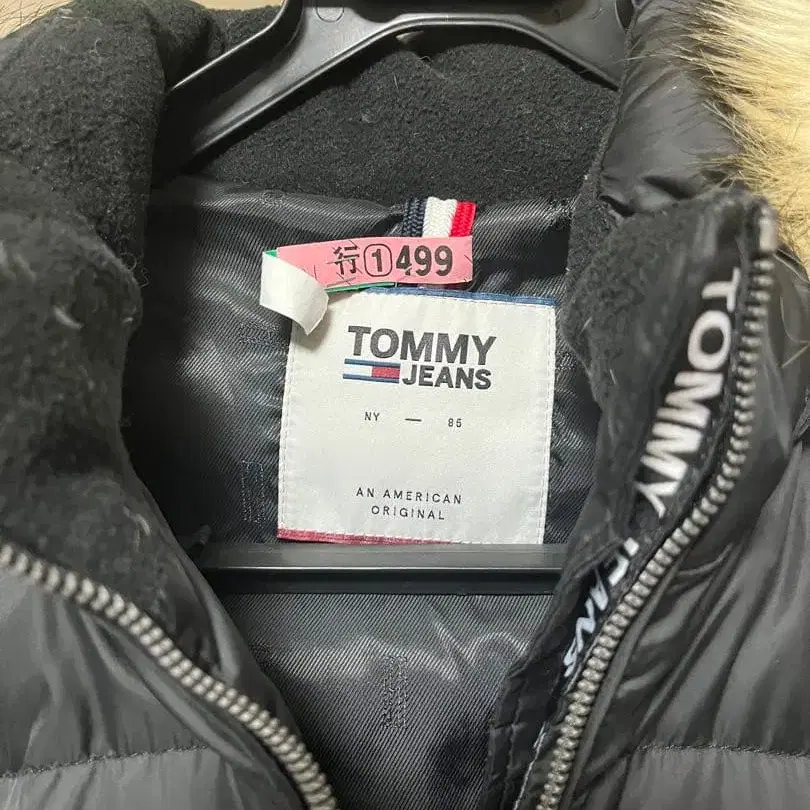 行①499
TOMMY
JEANS
NY — 85
AN AMERICAN
ORIGINAL
TOMMY JEANS